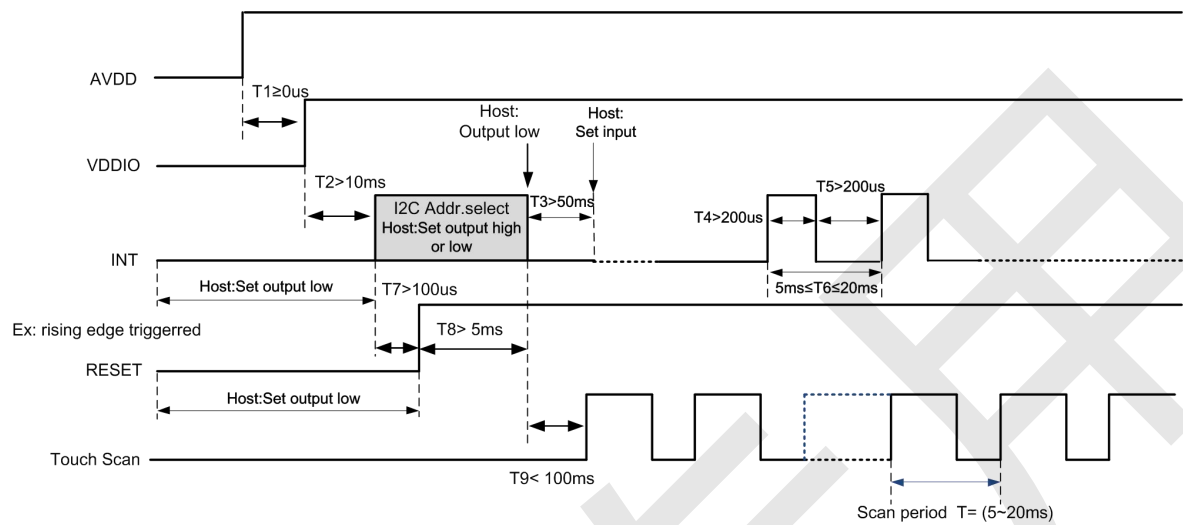 AVDD
T1≥0us
Host:
Output low
Host:
Set input
VDDIO
T2>10ms
I2C Addr.select
Host:Set output high
or low
T3>50ms
T4>200us
T5>200us
INT
Host:Set output low
T7>100us
5ms≤T6≤20ms
Ex: rising edge triggerred
T8> 5ms
RESET
Host:Set output low
Touch Scan
T9< 100ms
Scan period T= (5~20ms)